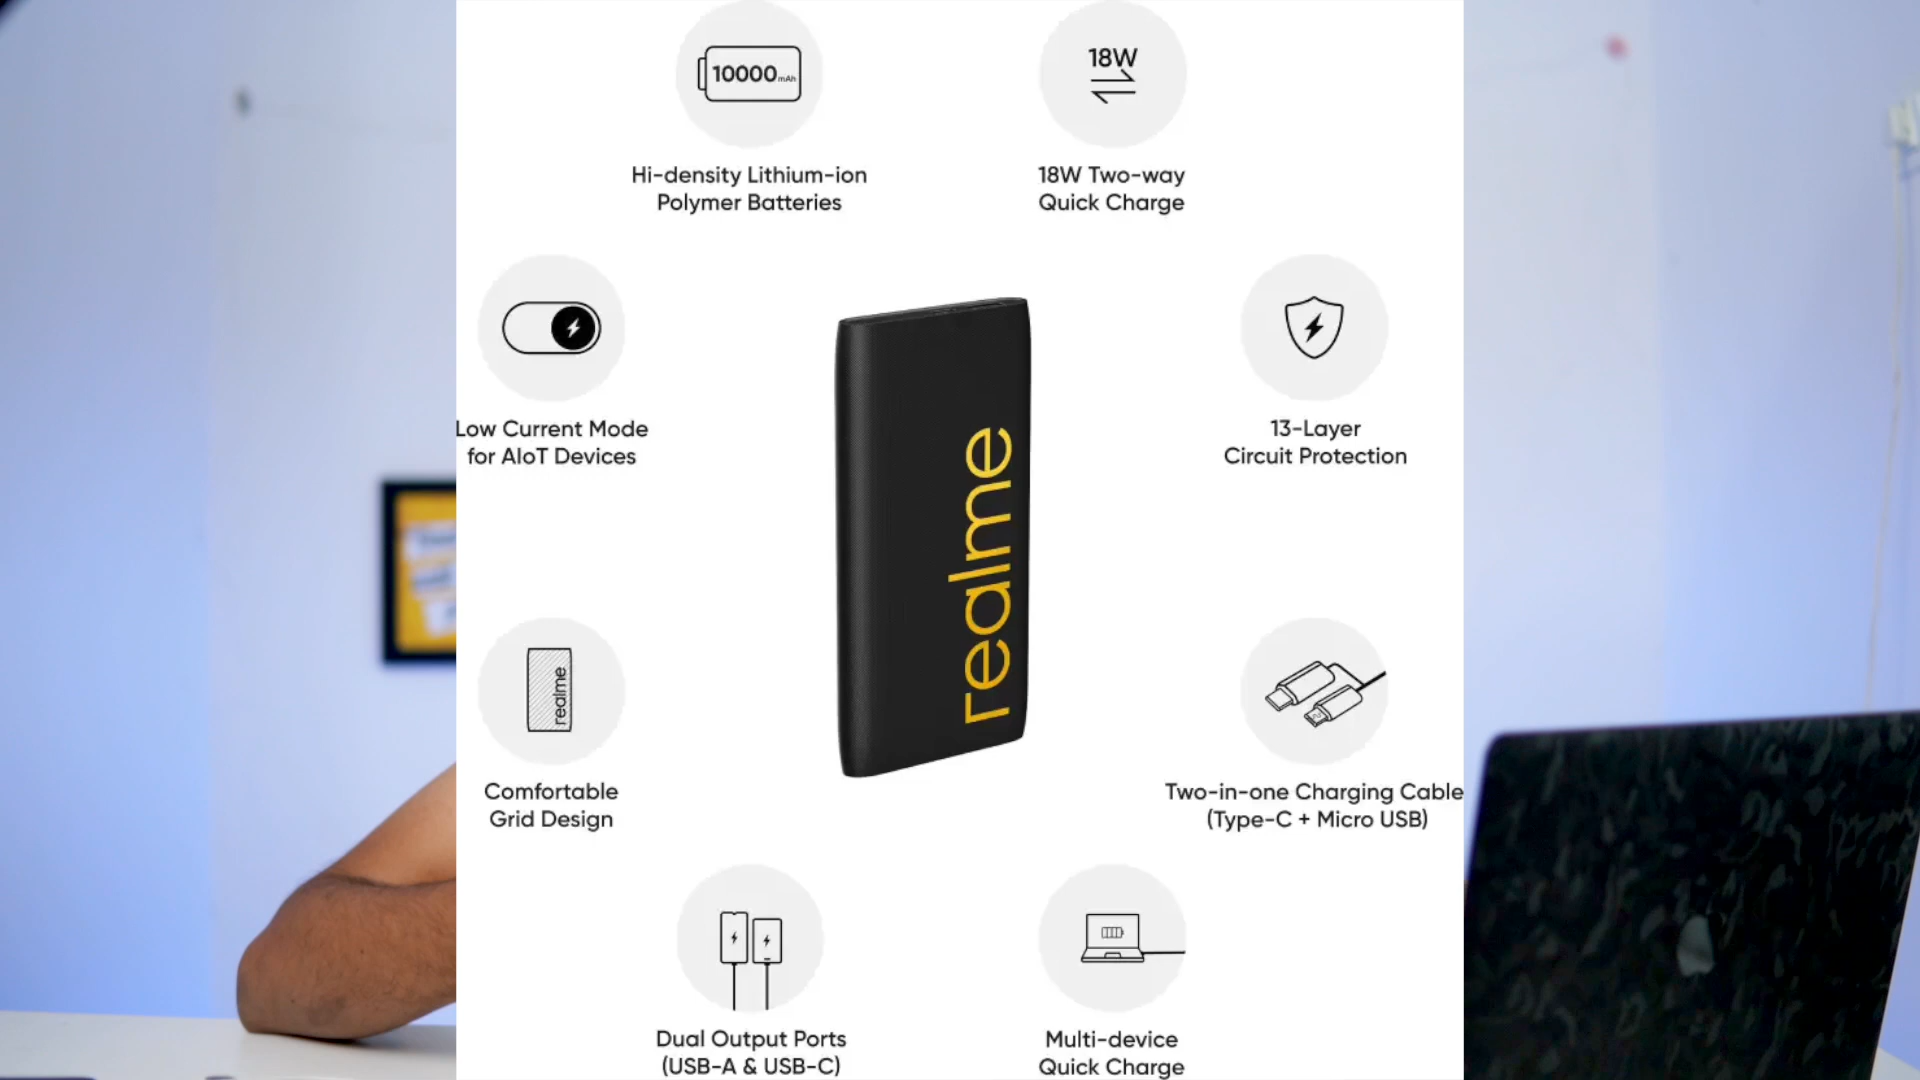 10000mAh
Hi-density Lithium-ion
Polymer Batteries
18W
18W Two-way
Quick Charge
Low Current Mode
for AIoT Devices
13-Layer
Circuit Protection
realme
realme
Comfortable
Grid Design
Two-in-one Charging Cable
(Type-C + Micro USB)
Dual Output Ports
(USB-A & USB-C)
Multi-device
Quick Charge